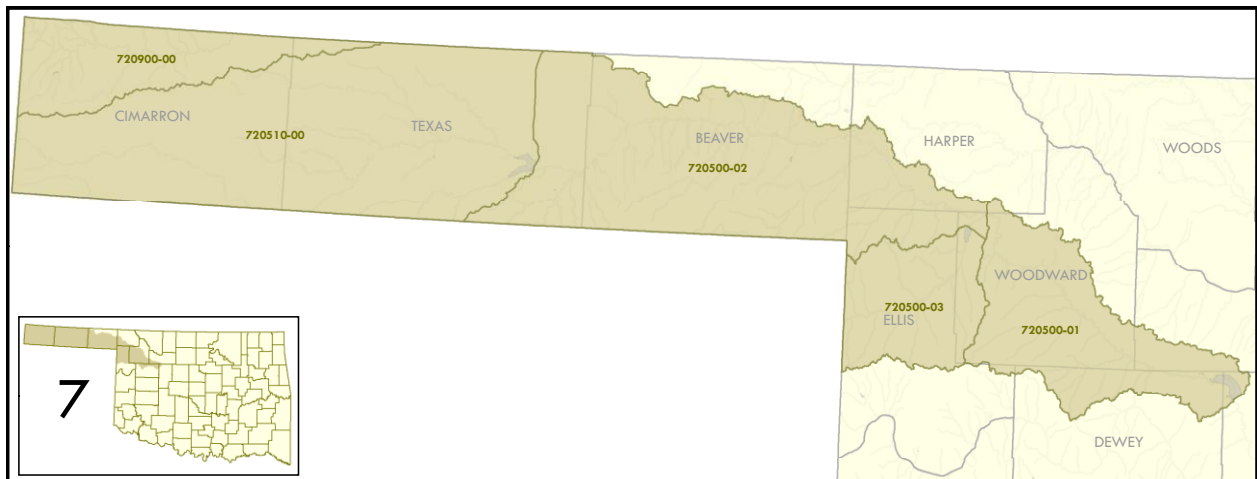 720900-00
CIMARRON
720510-00
TEXAS
BEAVER
720500-02
HARPER
WOODS
WOODWARD
720500-03
ELLIS
720500-01
DEWEY
7